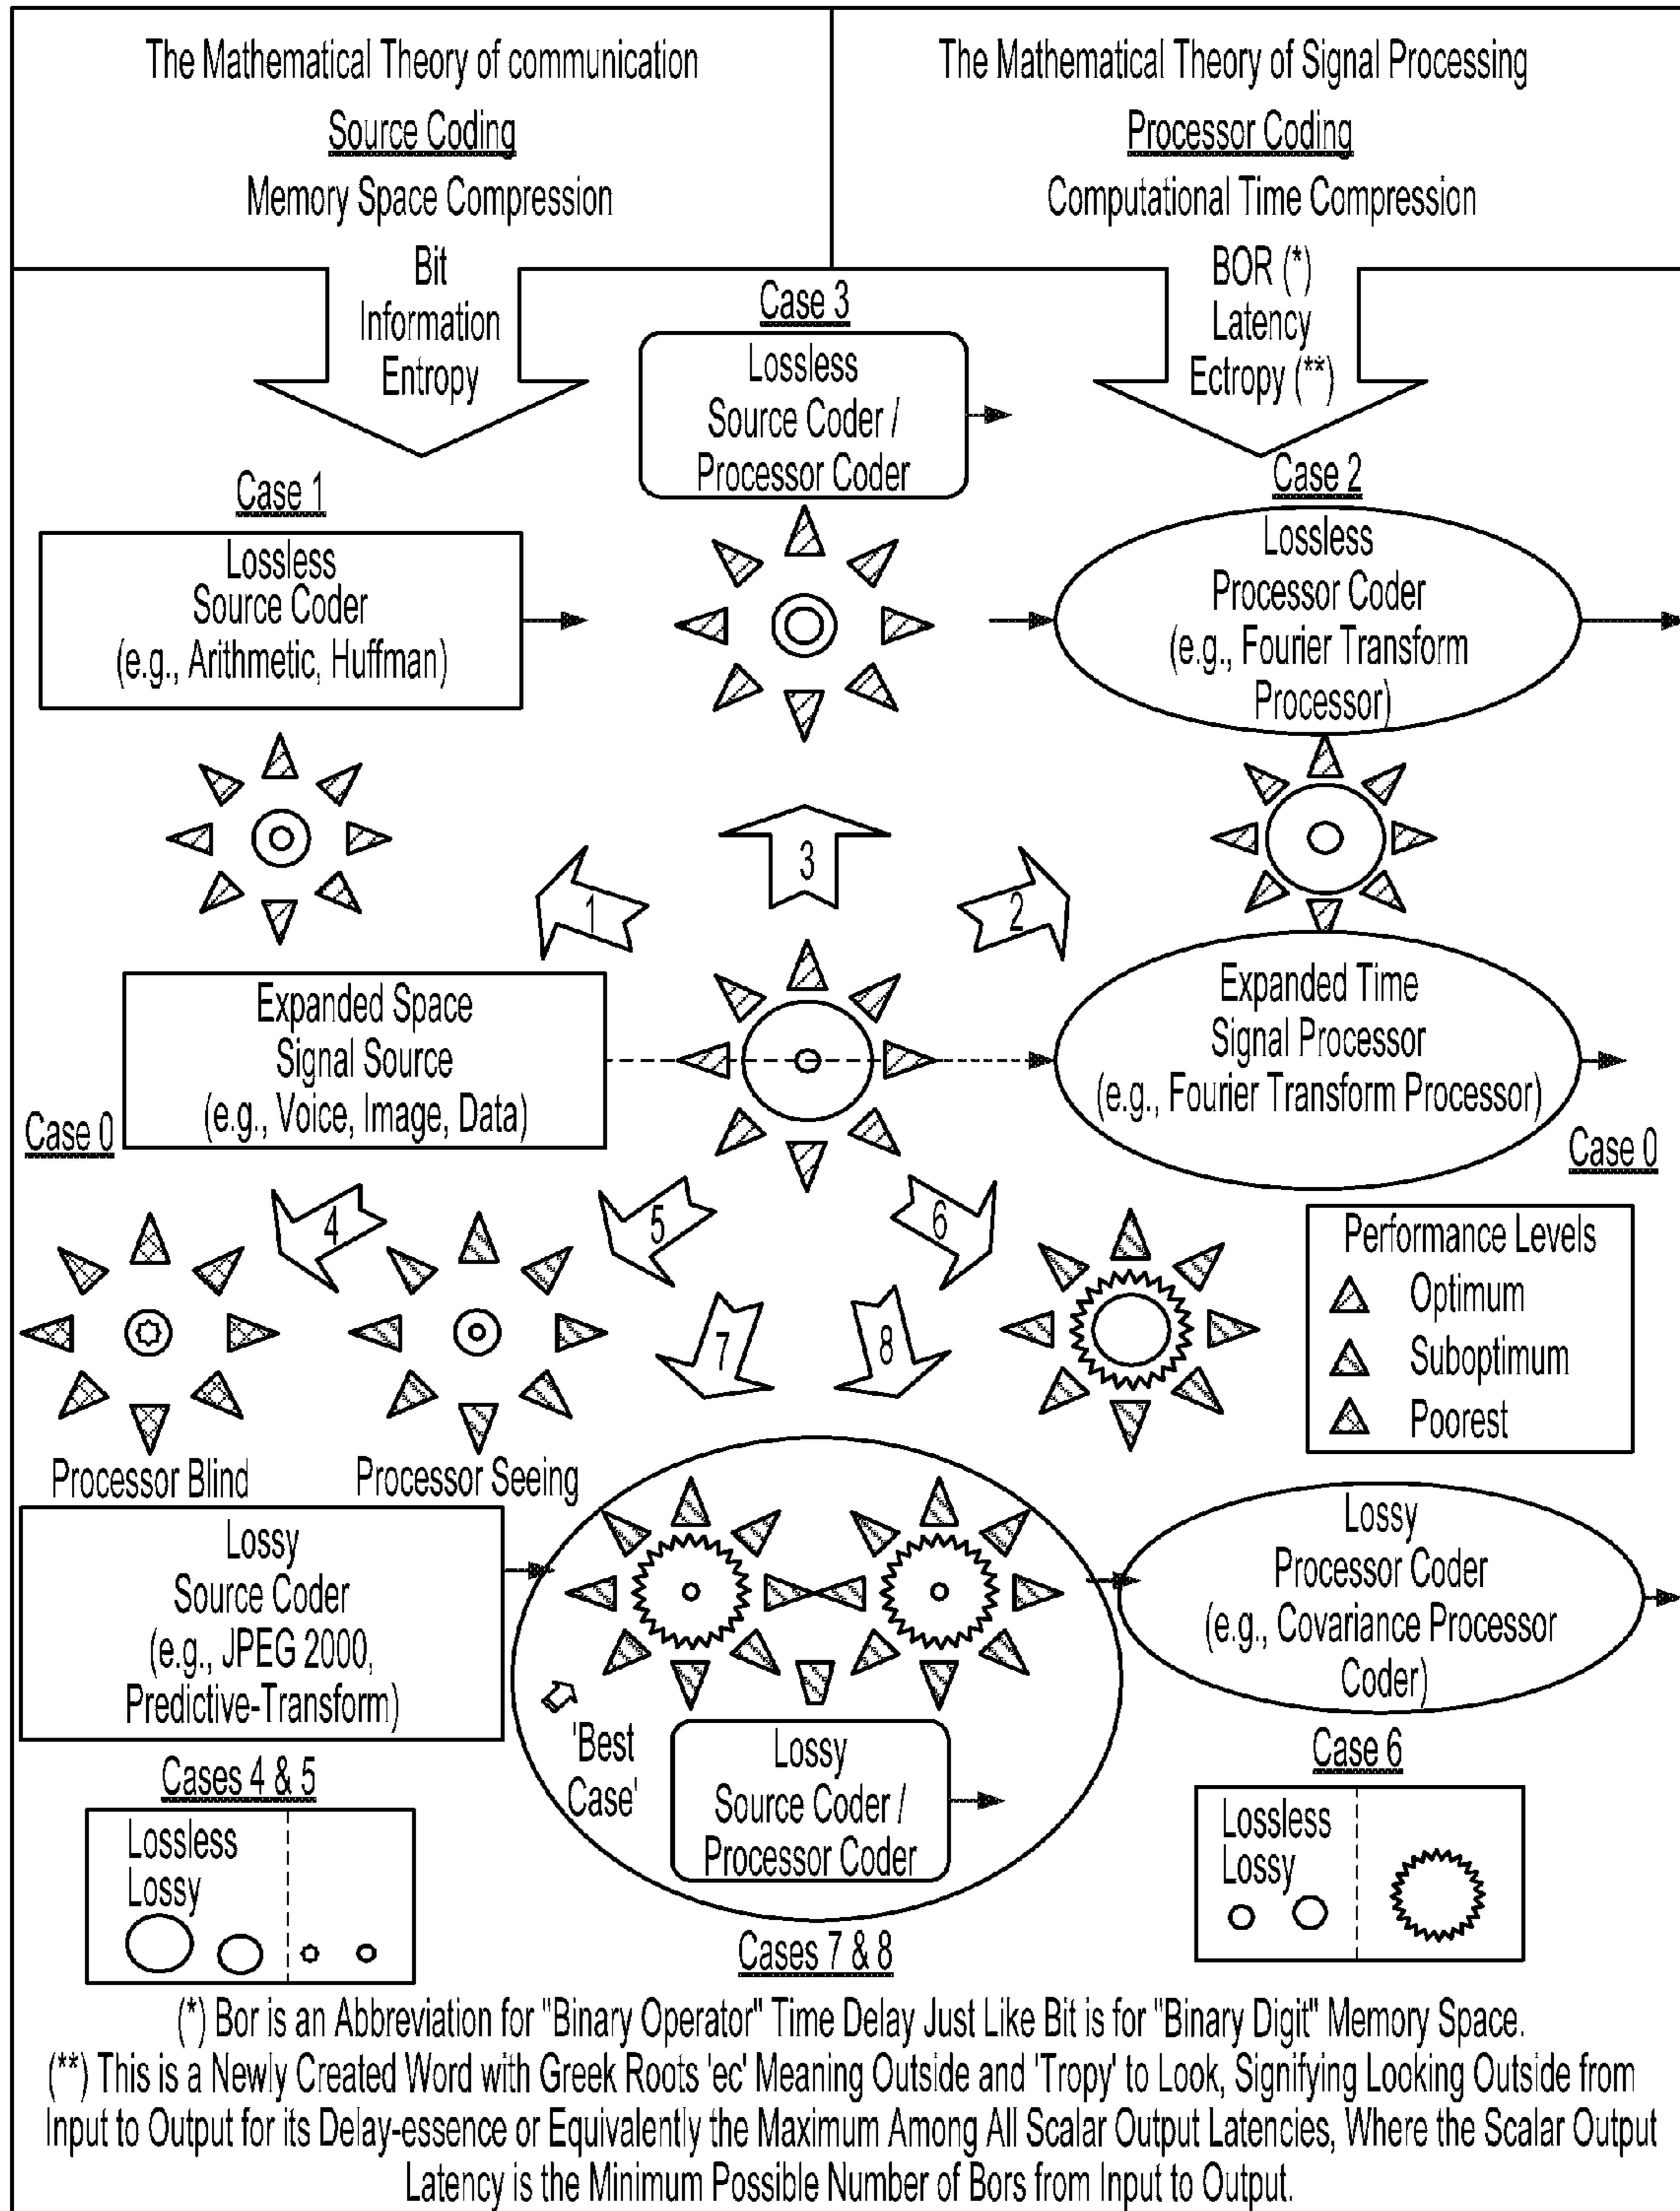 The Mathematical Theory of communication
Source Coding
Memory Space Compression
Bit
Information
Entropy
The Mathematical Theory of Signal Processing
Processor Coding
Computational Time Compression
BOR (*)
Latency
Ectropy (**)
Case 3
Lossless
Source Coder /
Processor Coder
Case 1
Lossless
Source Coder
(e.g., Arithmetic, Huffman)
Case 2
Lossless
Processor Coder
(e.g., Fourier Transform
Processor)
3
1
2
Expanded Space
Signal Source
(e.g., Voice, Image, Data)
Case 0
Expanded Time
Signal Processor
(e.g., Fourier Transform Processor)
Case 0
4
5
6
7
8
Performance Levels
Optimum
Suboptimum
Poorest
Processor Blind
Processor Seeing
Lossy
Source Coder
(e.g., JPEG 2000,
Predictive-Transform)
Cases 4 & 5
'Best
Case'
Lossy
Source Coder /
Processor Coder
Cases 7 & 8
Lossy
Processor Coder
(e.g., Covariance Processor
Coder)
Case 6
Lossless
Lossy
Lossless
Lossy
(*) Bor is an Abbreviation for "Binary Operator" Time Delay Just Like Bit is for "Binary Digit" Memory Space.
(**) This is a Newly Created Word with Greek Roots 'ec' Meaning Outside and 'Tropy' to Look, Signifying Looking Outside from
Input to Output for its Delay-essence or Equivalently the Maximum Among All Scalar Output Latencies, Where the Scalar Output
Latency is the Minimum Possible Number of Bors from Input to Output.